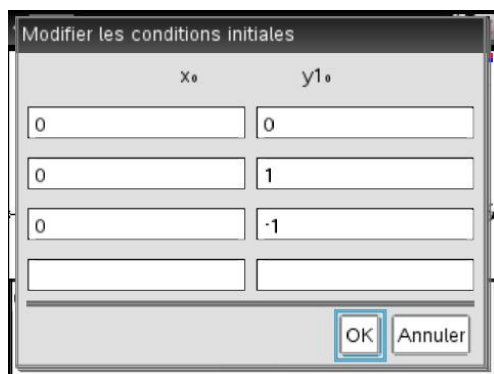 Modifier les conditions initiales
x₀ y1₀
0 0
0 1
0 -1
OK Annuler